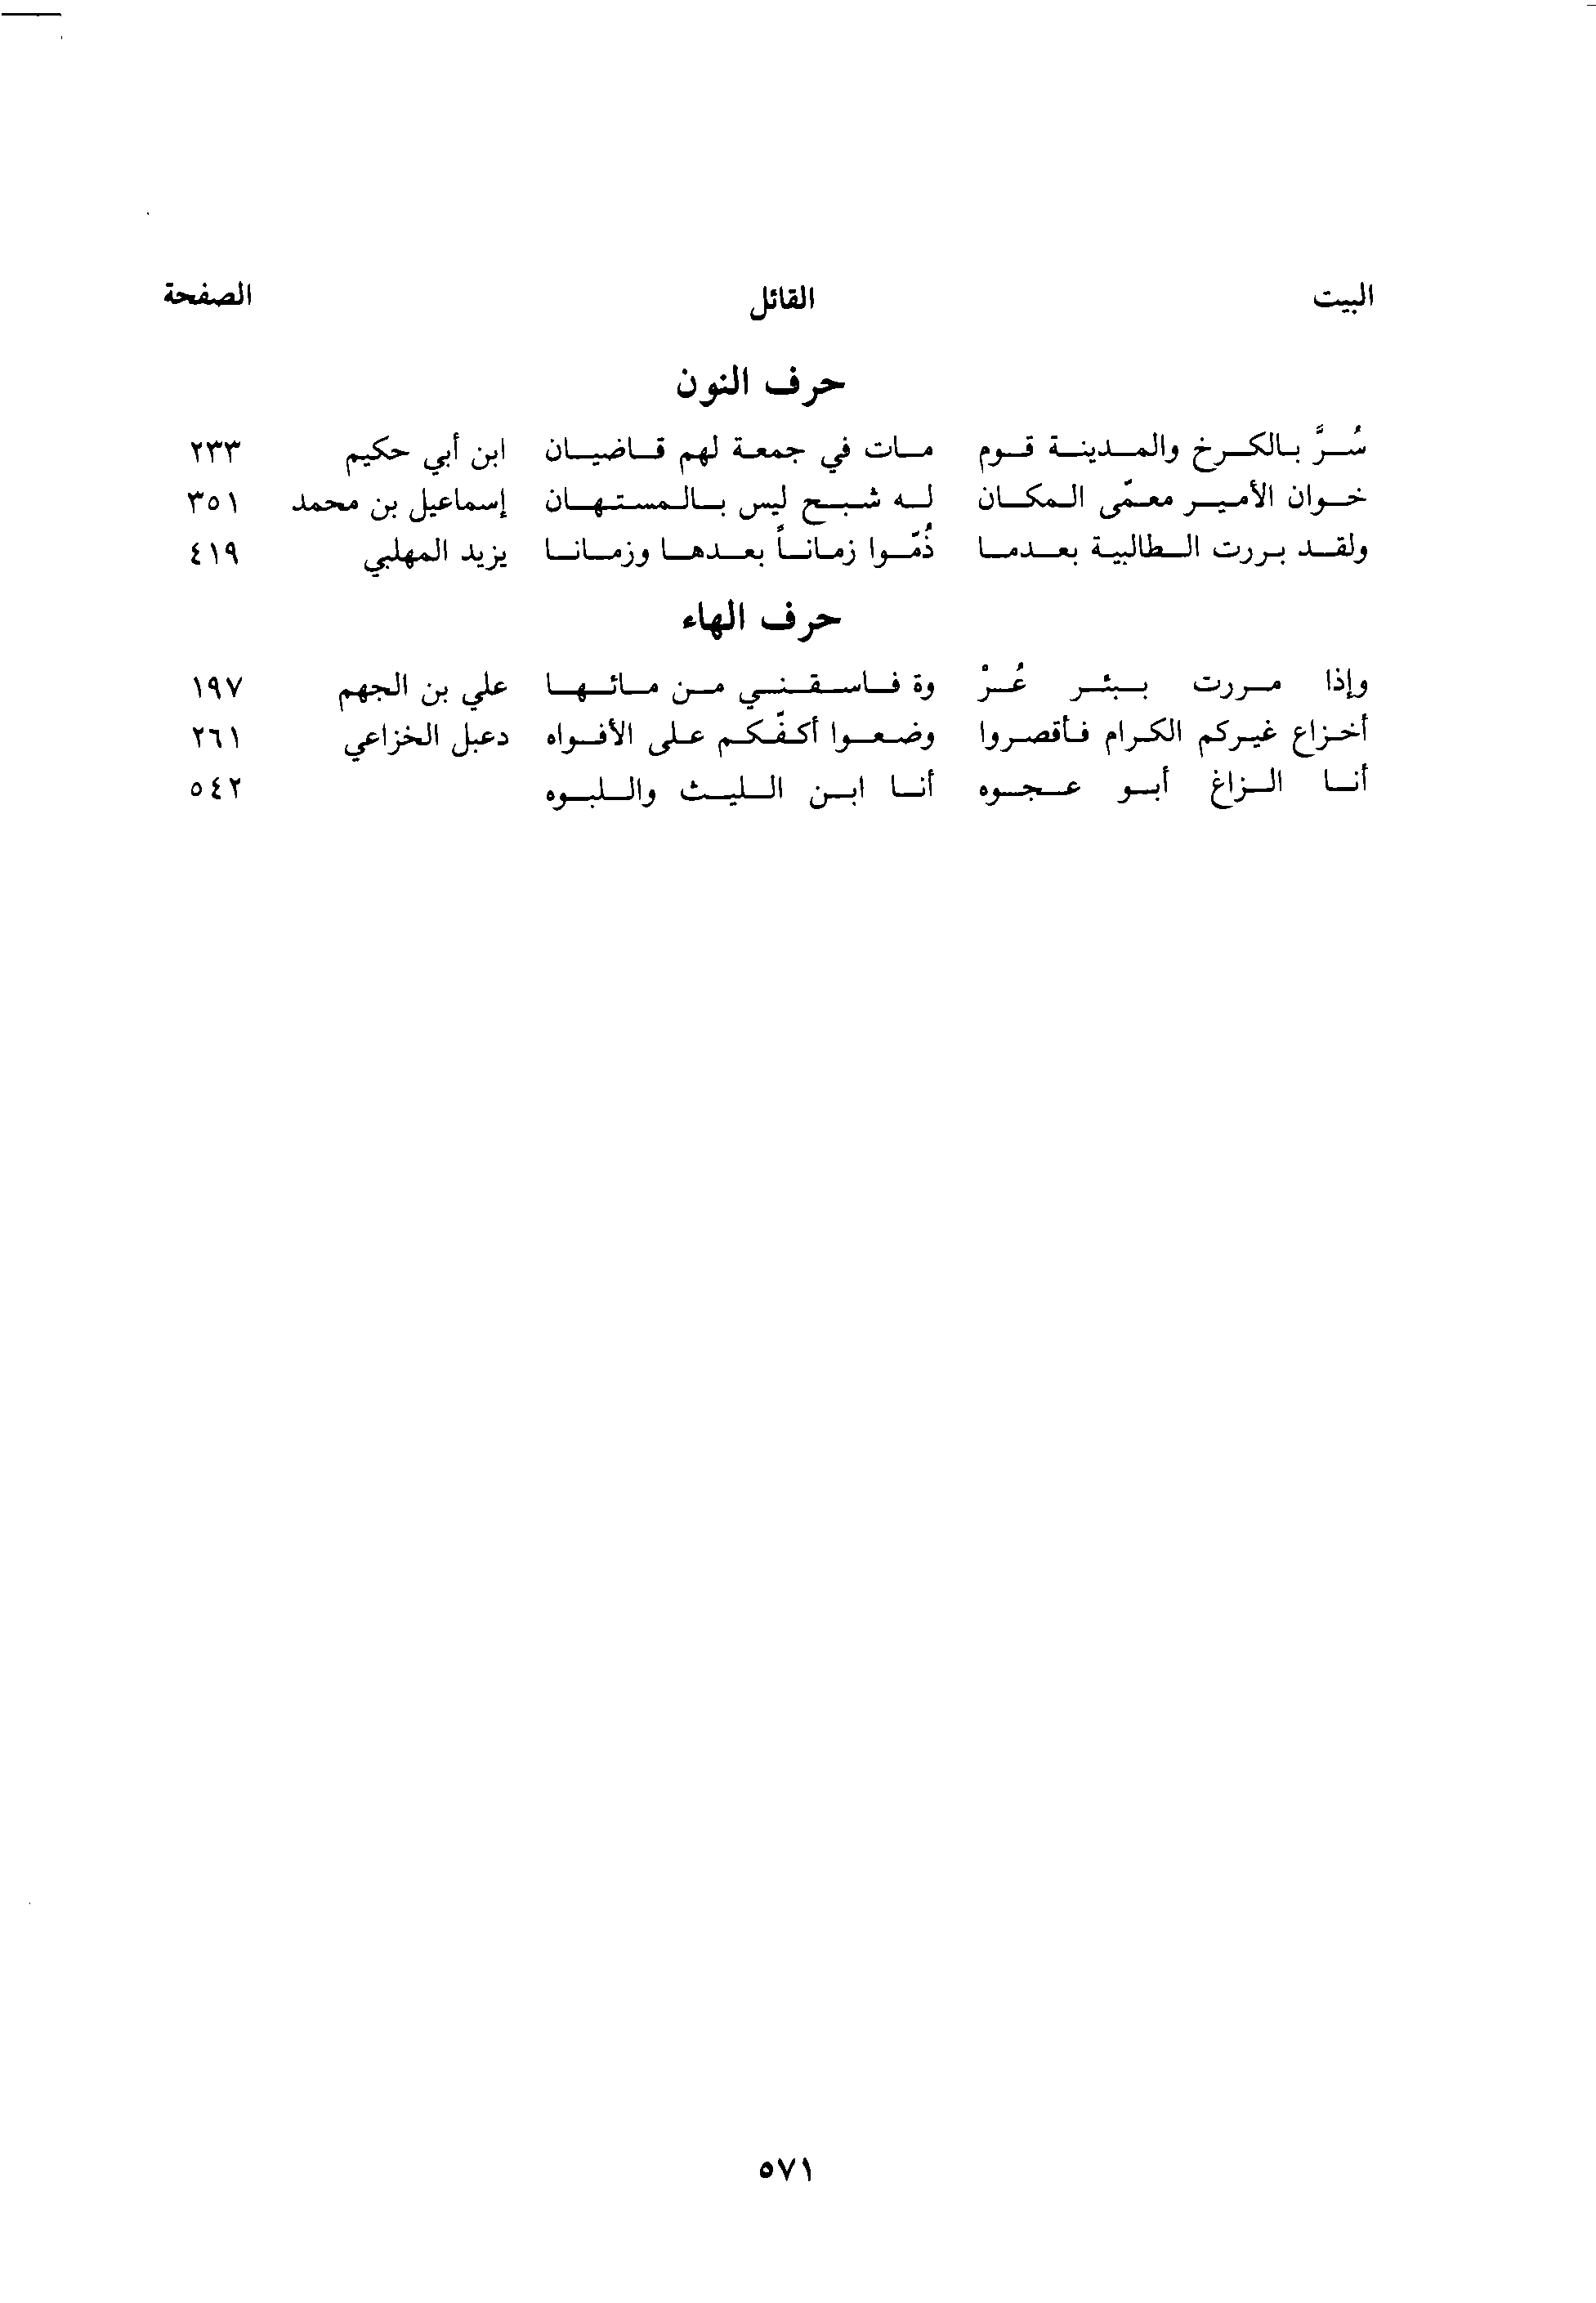 البيت القائل الصفحة
حرف النون
سُرَّ بالكرخ والمدينة قوم مات في جمعة لهم قاضيان ابن أبي حكيم ٢٣٣
خوان الأمير معمّى المكان له شبح ليس بالمستهان إسماعيل بن محمد ٣٥١
ولقد بررت الطالبية بعدما ذُمّوا زماناً بعدها وزمانا يزيد المهلبي ٤١٩
حرف الهاء
وإذا مررت ببئر عُرْ وة فاسقني من مائها علي بن الجهم ١٩٧
أخزاع غيركم الكرام فأقصروا وضعوا أكفّكم على الأفواه دعبل الخزاعي ٢٦١
أنا الزاغ أبو عجوه أنا ابن الليث واللبوه ٥٤٢
٥٧١